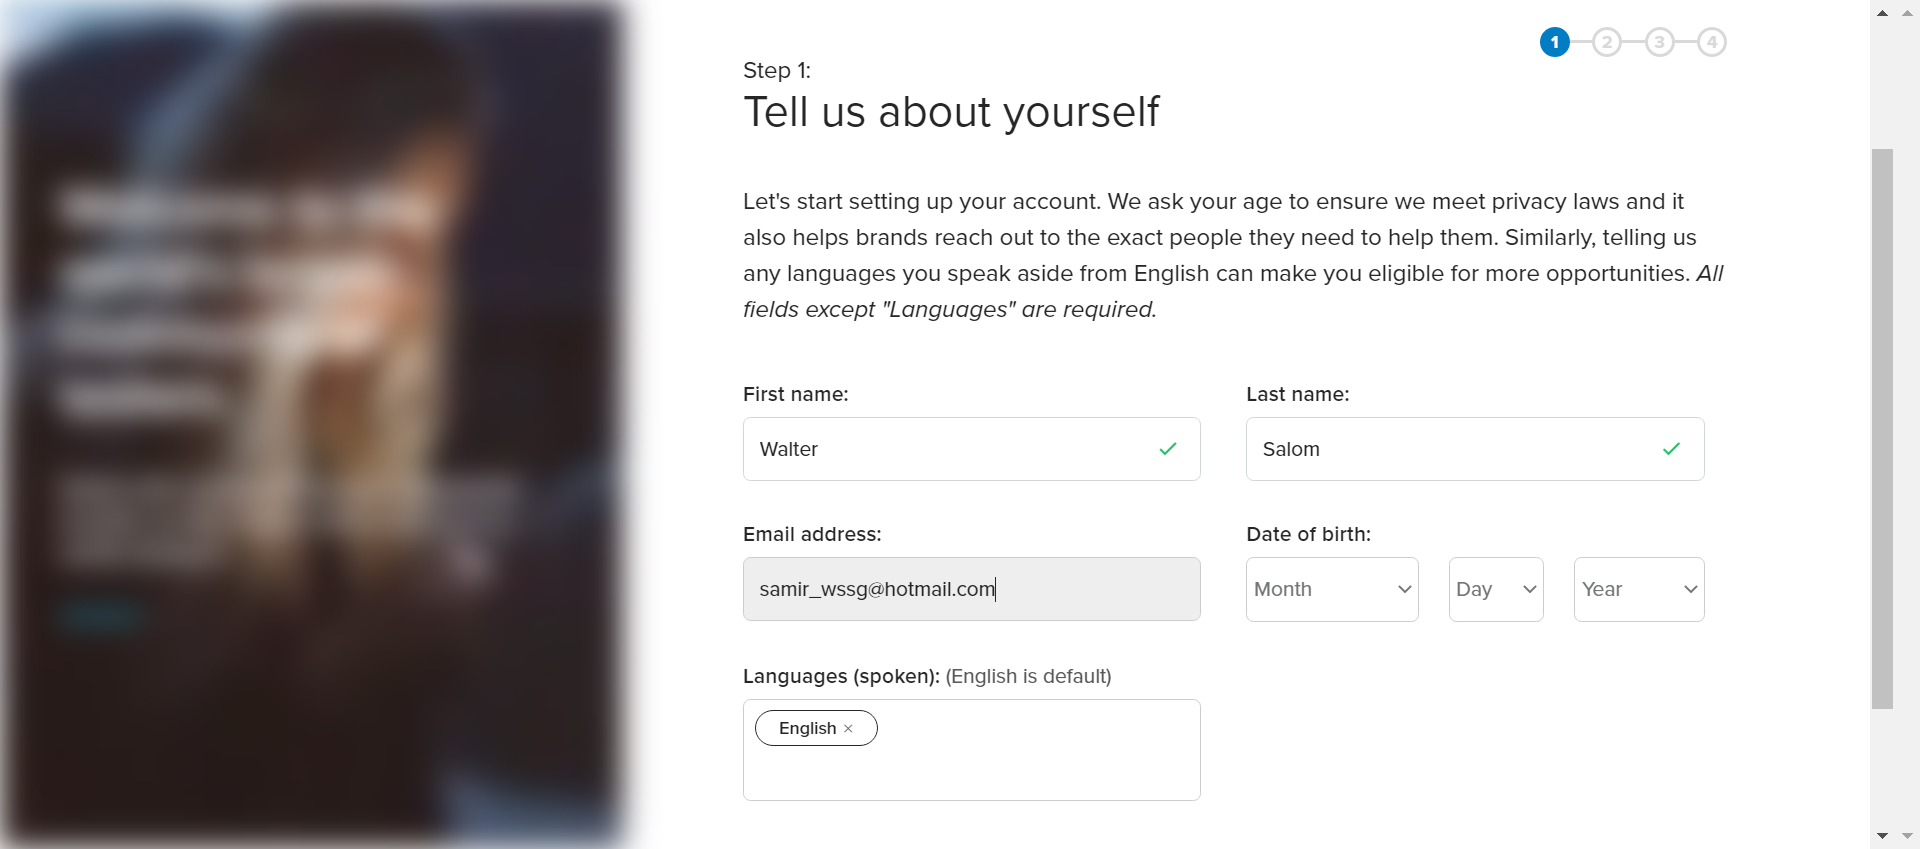 1 2 3 4
Step 1:
Tell us about yourself
Let's start setting up your account. We ask your age to ensure we meet privacy laws and it
also helps brands reach out to the exact people they need to help them. Similarly, telling us
any languages you speak aside from English can make you eligible for more opportunities. All
fields except "Languages" are required.
First name: Last name:
Walter Salom
Email address: Date of birth:
samir_wssg@hotmail.com Month Day Year
Languages (spoken): (English is default)
English ×